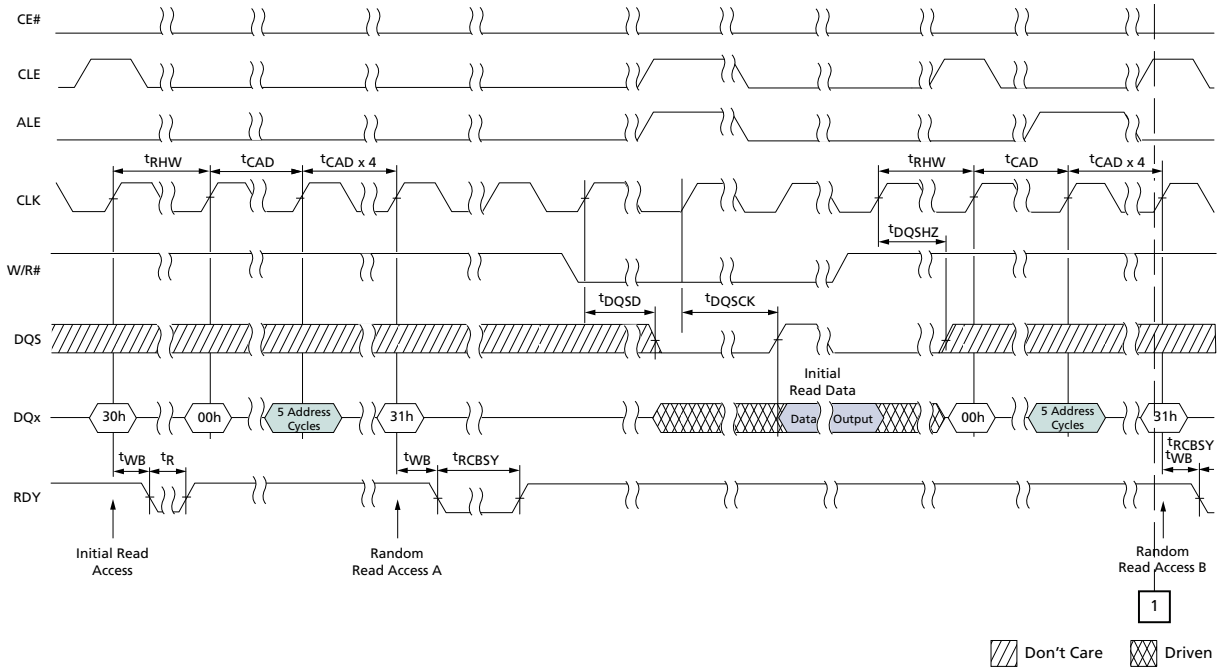 CE#
CLE
ALE
tRHW tCAD tCAD x 4 tRHW tCAD tCAD x 4
CLK
tDQSHZ
W/R#
tDQSD tDQSCK
DQS
Initial
Read Data
DQx 30h 00h 5 Address Cycles 31h Data Output 00h 5 Address Cycles 31h
tWB tR tWB tRCBSY tRCBSY
tWB
RDY
Initial Read
Access
Random
Read Access A
Random
Read Access B
1
Don't Care Driven